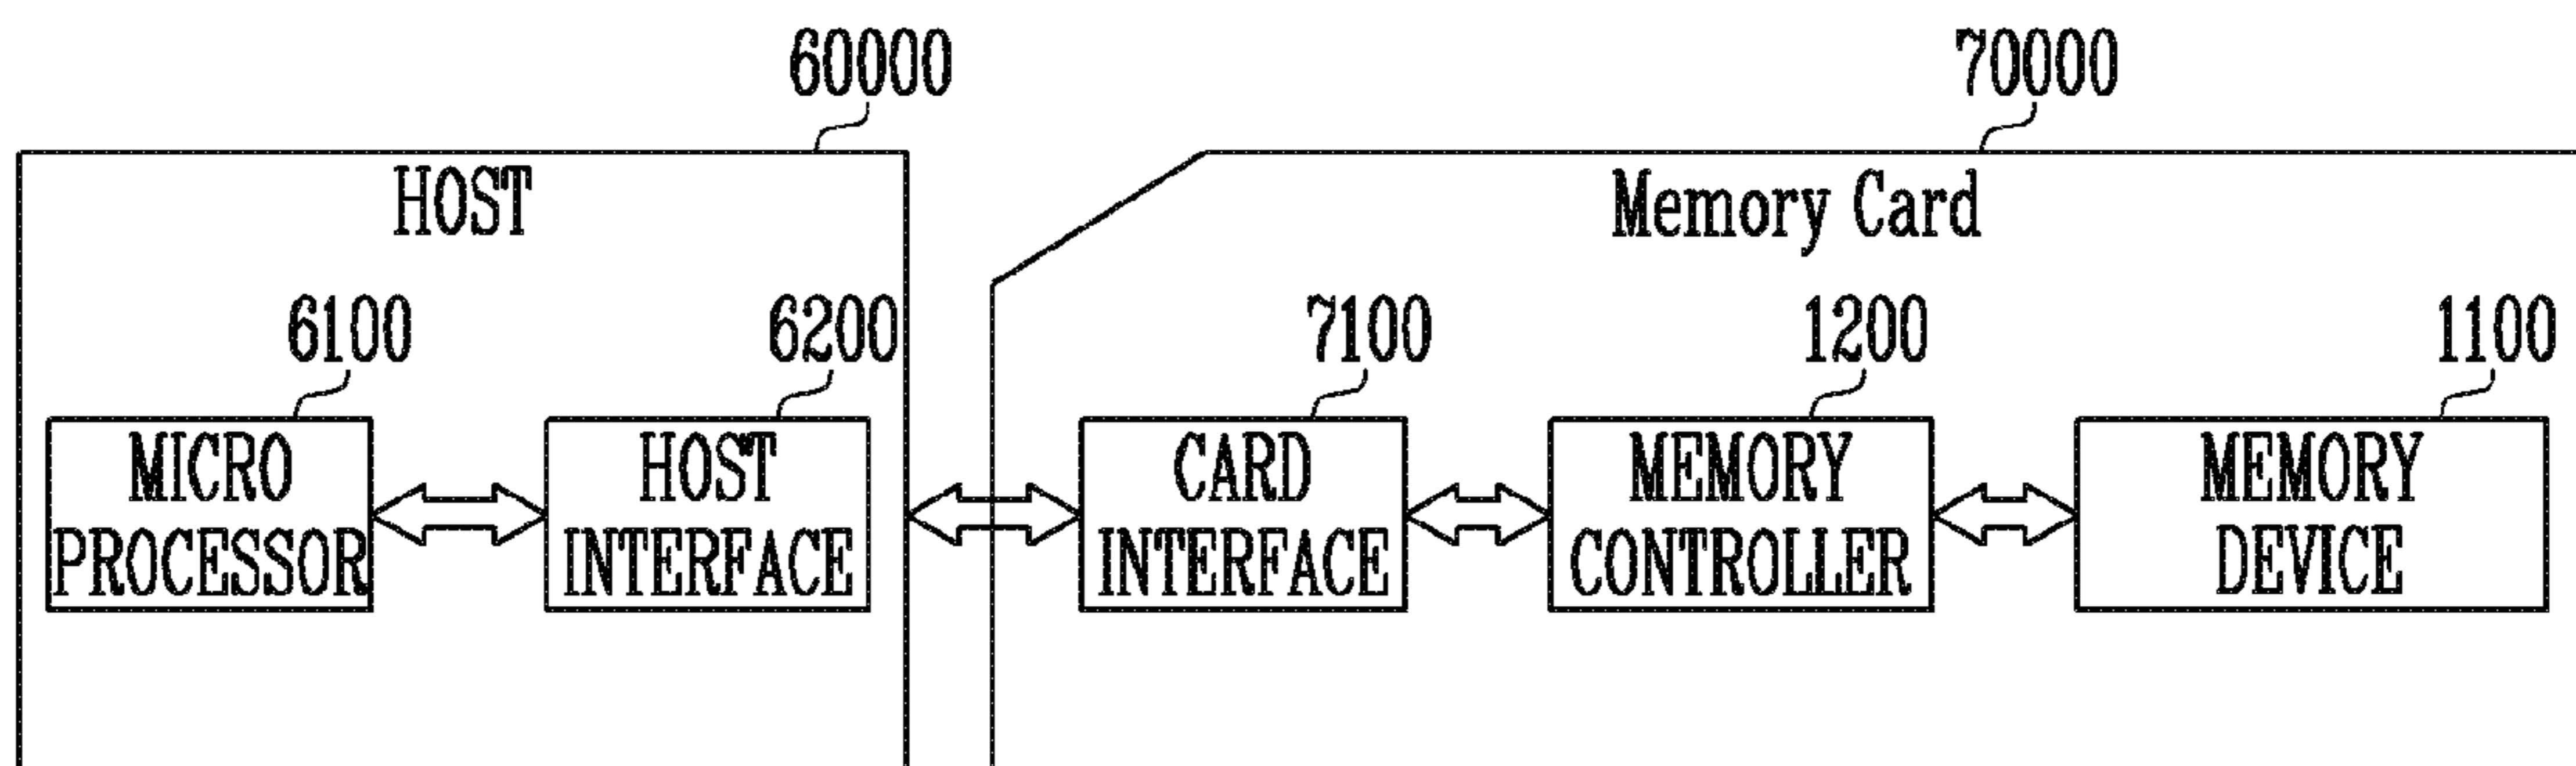 60000
70000
HOST
Memory Card
6100
6200
7100
1200
1100
MICRO
PROCESSOR
HOST
INTERFACE
CARD
INTERFACE
MEMORY
CONTROLLER
MEMORY
DEVICE